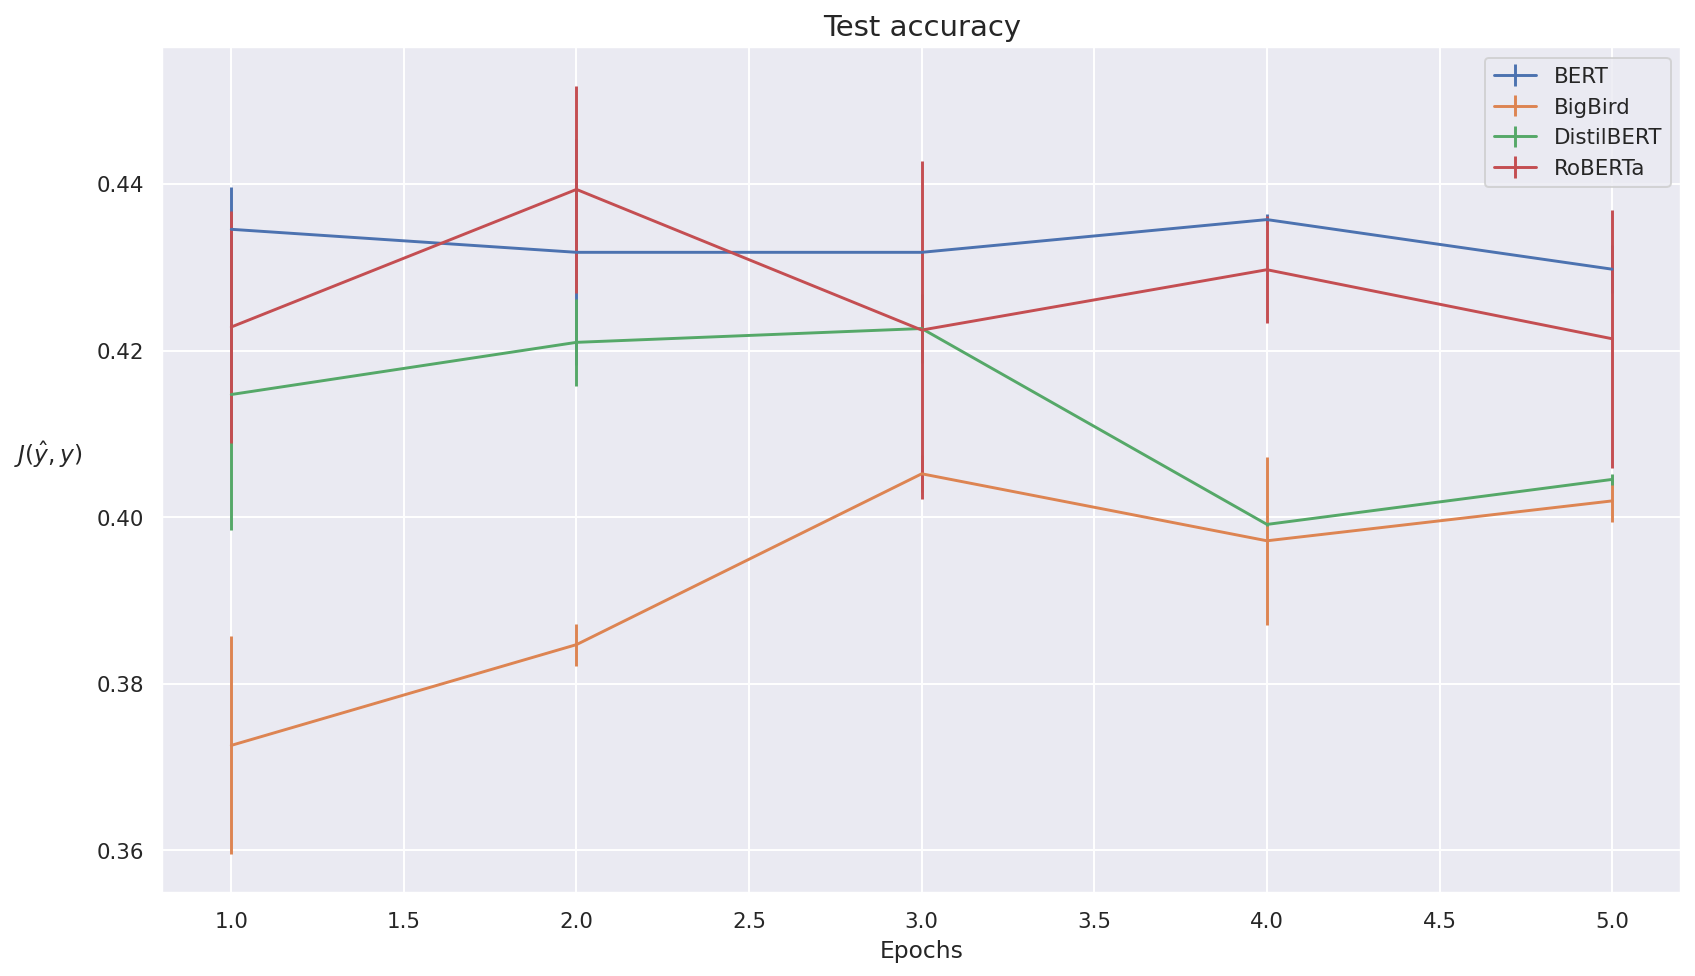 Test accuracy
BERT
BigBird
DistilBERT
RoBERTa
0.44
0.42
0.40
0.38
0.36
J(ŷ, y)
1.0 1.5 2.0 2.5 3.0 3.5 4.0 4.5 5.0
Epochs